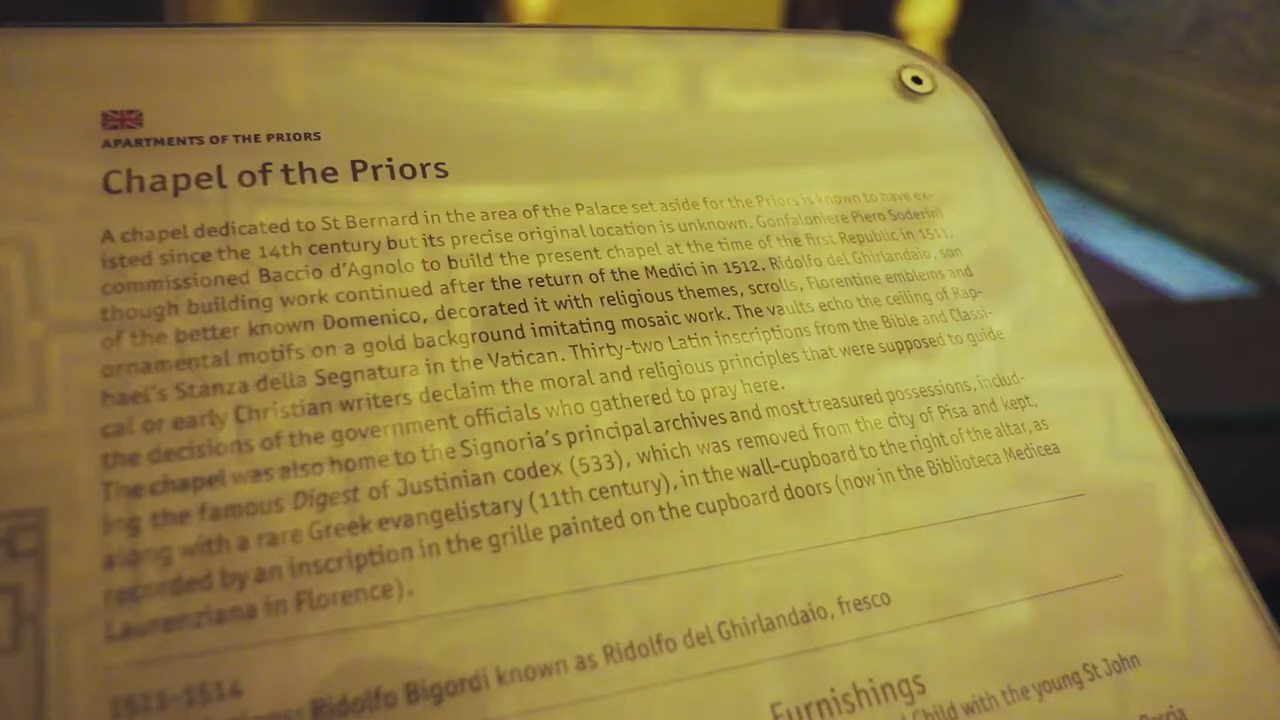 APARTMENTS OF THE PRIORS
Chapel of the Priors
A chapel dedicated to St Bernard in the area of the Palace set aside for the Priors is known to have ex-
isted since the 14th century but its precise original location is unknown. Gonfaloniere Piero Soderini
commissioned Baccio d'Agnolo to build the present chapel at the time of the first Republic in 1511,
though building work continued after the return of the Medici in 1512. Ridolfo del Ghirlandaio, son
of the better known Domenico, decorated it with religious themes, scrolls, Florentine emblems and
ornamental motifs on a gold background imitating mosaic work. The vaults echo the ceiling of Rap-
hael's Stanza della Segnatura in the Vatican. Thirty-two Latin inscriptions from the Bible and Classi-
cal or early Christian writers declaim the moral and religious principles that were supposed to guide
the decisions of the government officials who gathered to pray here.
The chapel was also home to the Signoria's principal archives and most treasured possessions, includ-
ing the famous Digest of Justinian codex (533), which was removed from the city of Pisa and kept,
along with a rare Greek evangelistary (11th century), in the wall-cupboard to the right of the altar, as
recorded by an inscription in the grille painted on the cupboard doors (now in the Biblioteca Medicea
Laurenziana in Florence).
1511-1514
Ridolfo Bigordi known as Ridolfo del Ghirlandaio, fresco
Furnishings
Child with the young St John